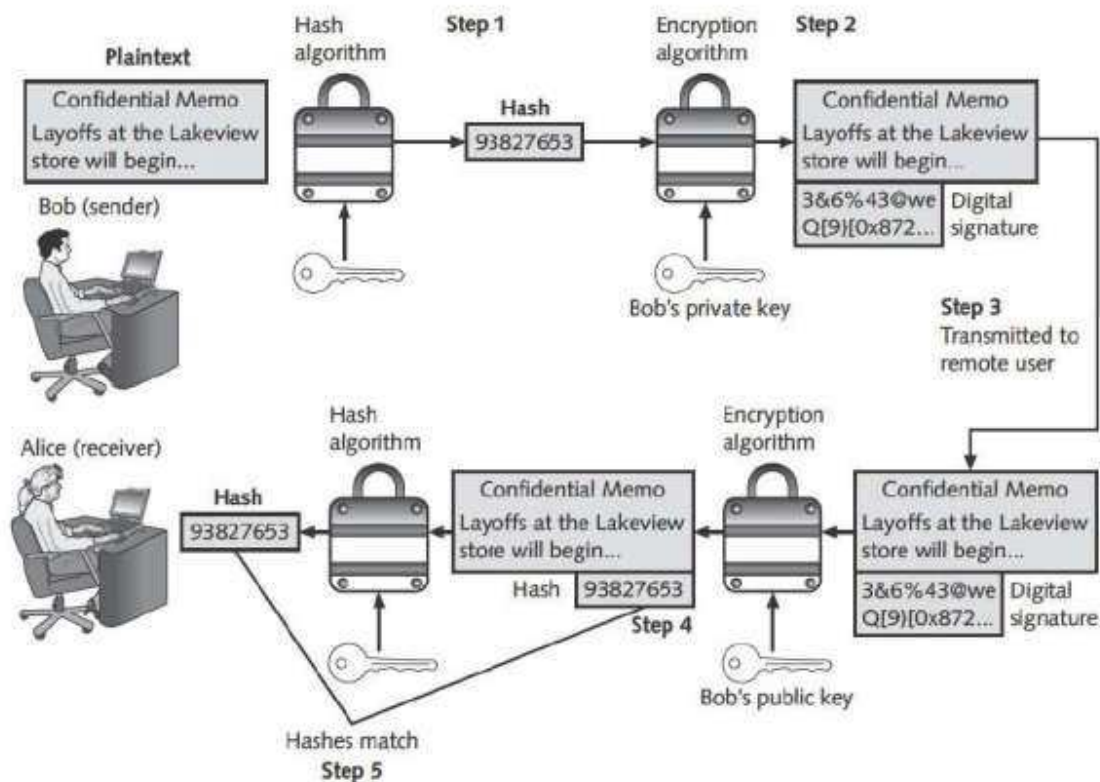 Hash
algorithm
Step 1
Encryption
algorithm
Step 2
Plaintext
Confidential Memo
Layoffs at the Lakeview
store will begin...
Hash
93827653
Confidential Memo
Layoffs at the Lakeview
store will begin...
3&6%43@we
Q[9}[0x872...
Digital
signature
Bob (sender)
Bob's private key
Step 3
Transmitted to
remote user
Alice (receiver)
Hash
algorithm
Encryption
algorithm
Hash
93827653
Confidential Memo
Layoffs at the Lakeview
store will begin...
Hash
93827653
Step 4
Confidential Memo
Layoffs at the Lakeview
store will begin...
3&6%43@we
Q[9}[0x872...
Digital
signature
Bob's public key
Hashes match
Step 5